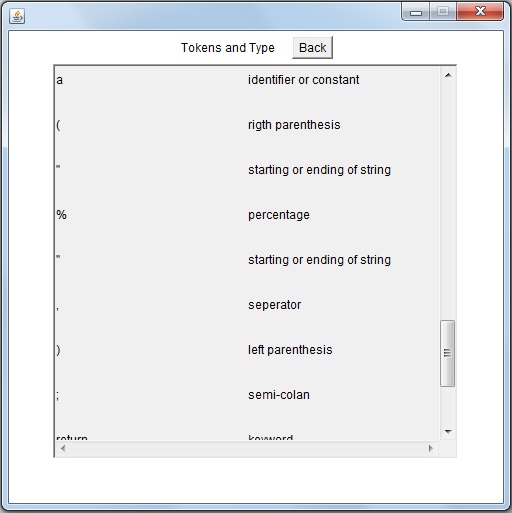 Tokens and Type Back
a identifier or constant
( rigth parenthesis
" starting or ending of string
% percentage
" starting or ending of string
, seperator
) left parenthesis
; semi-colan
return keyword